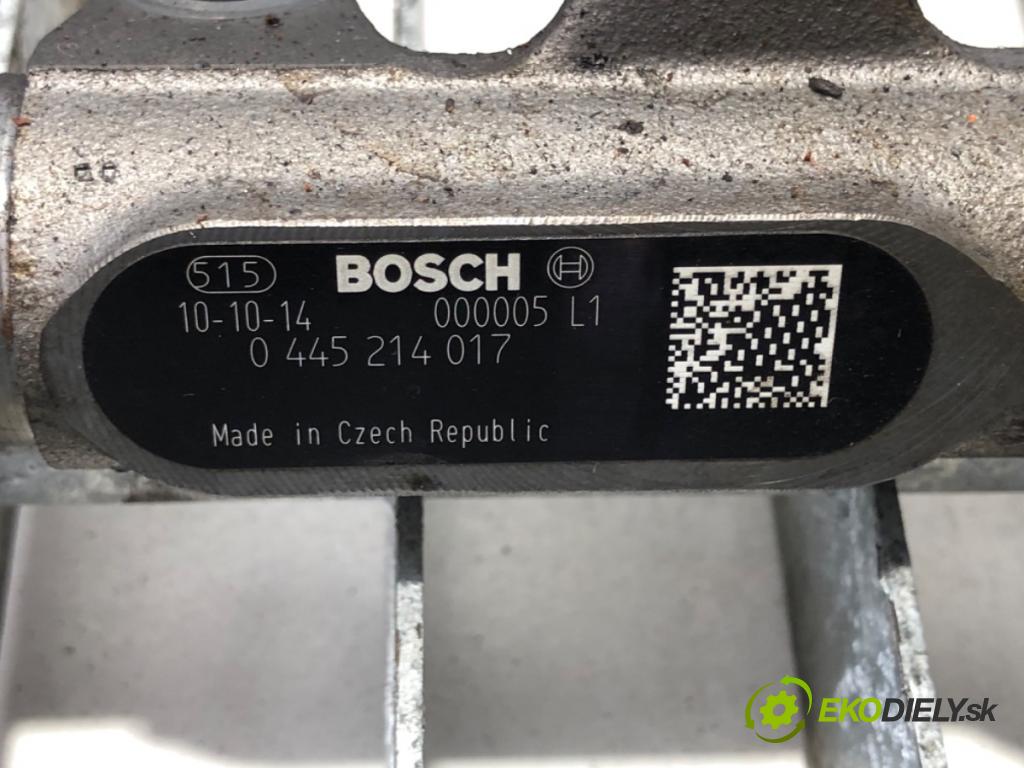 515 BOSCH
10-10-14 000005 L1
0 445 214 017
Made in Czech Republic
EKODIELY.sk